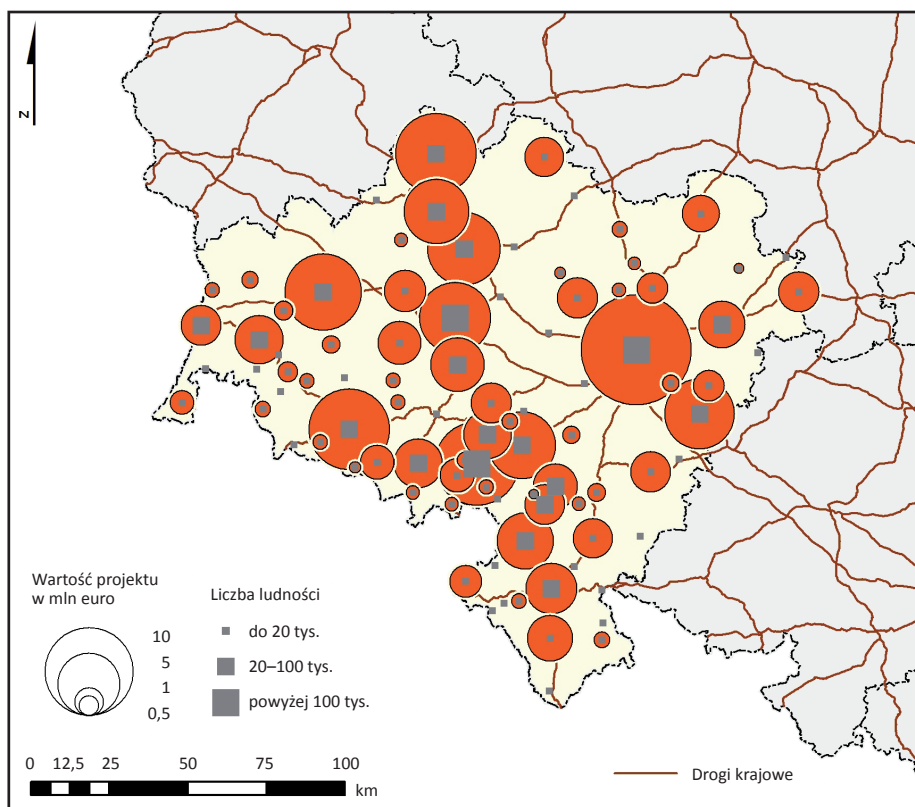 N
Wartość projektu
w mln euro
10
5
1
0,5
Liczba ludności
do 20 tys.
20–100 tys.
powyżej 100 tys.
0 12,5 25 50 75 100
km
Drogi krajowe